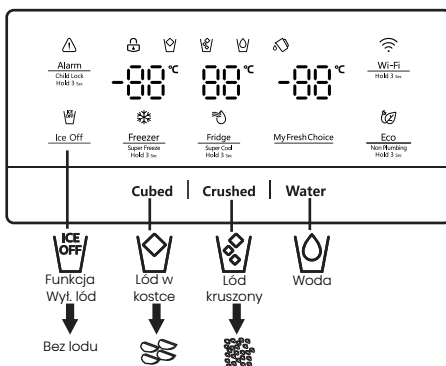 -88°C 88°C -88°C
Alarm
Child Lock
Hold 3 Sec
Wi-Fi
Hold 3 Sec
ICE OFF
Ice Off
Freezer
Super Freeze
Hold 3 Sec
Fridge
Super Cool
Hold 3 Sec
My Fresh Choice
Eco
Non Plumbing
Hold 3 Sec
Cubed | Crushed | Water
ICE
OFF
Funkcja
Wył. lód
Lód w
kostce
Lód
kruszony
Woda
Bez lodu